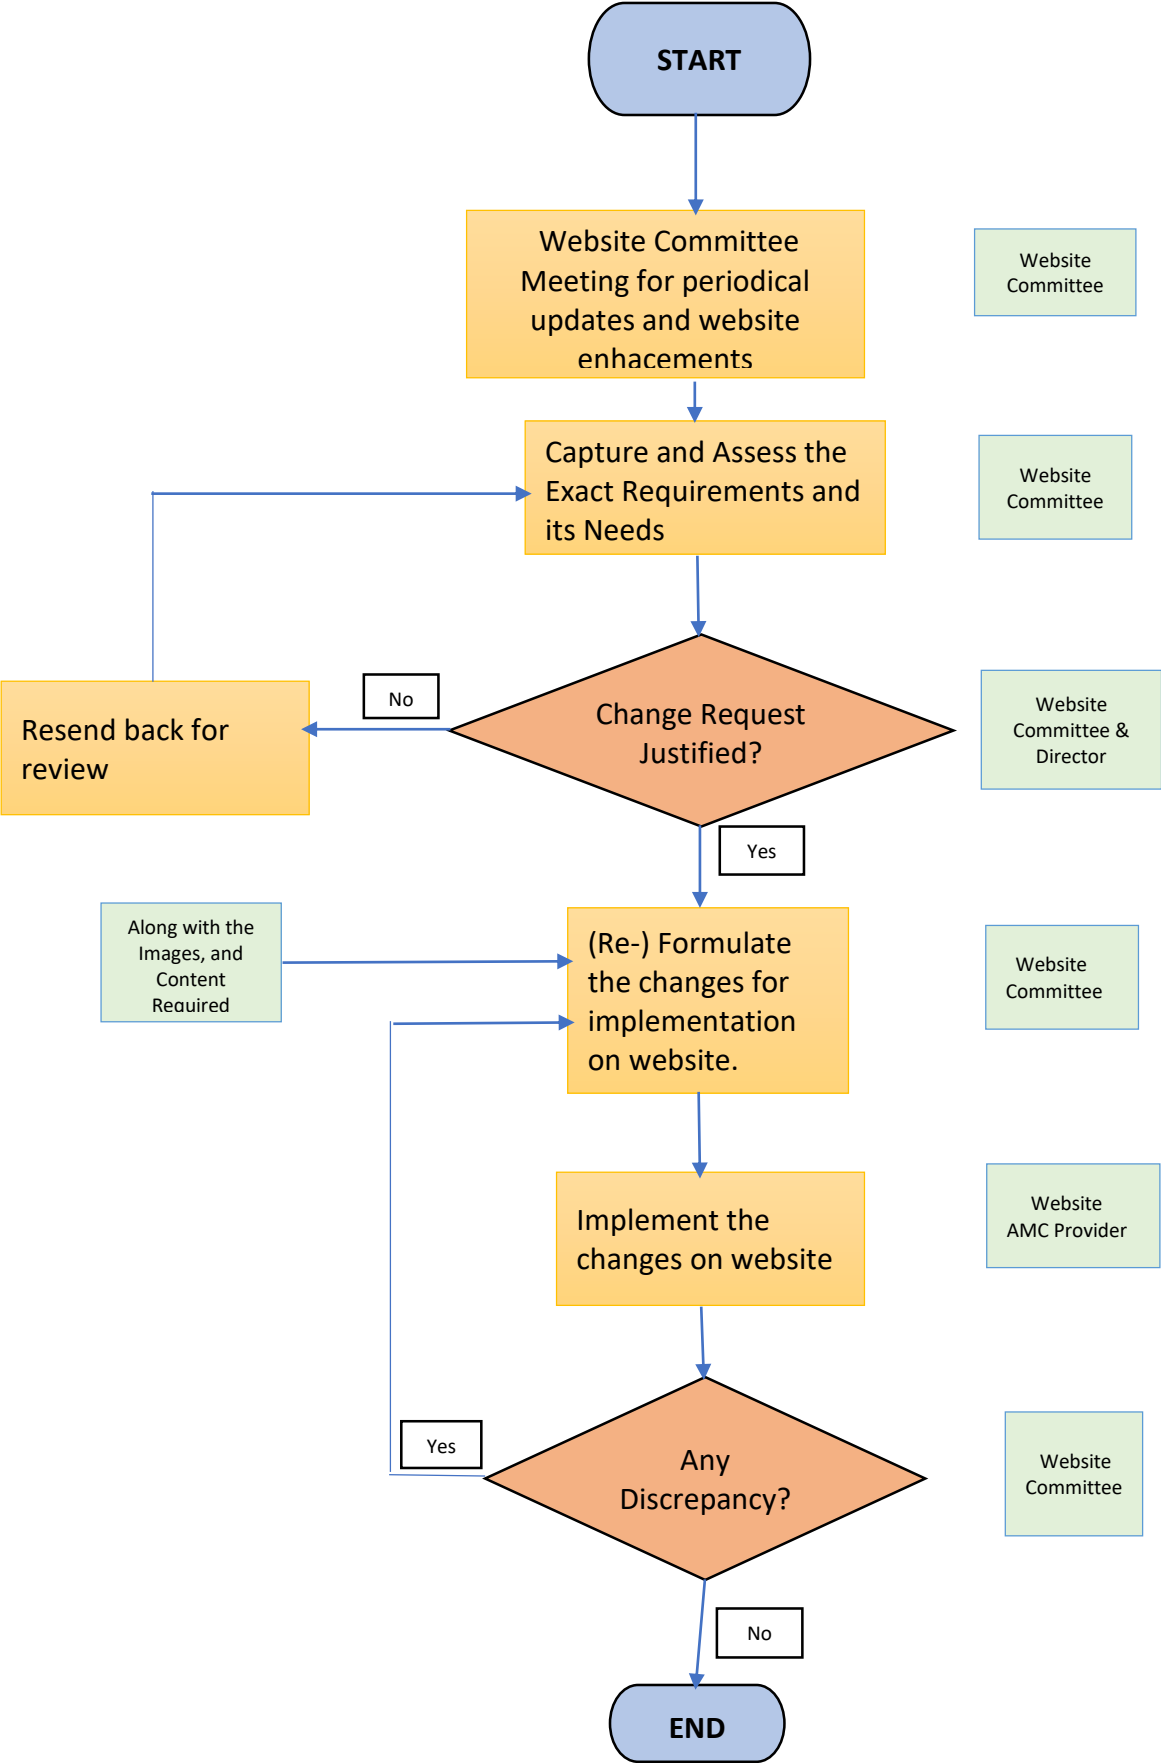 START
Website Committee
Meeting for periodical
updates and website
enhacements
Website
Committee
Capture and Assess the
Exact Requirements and
its Needs
Website
Committee
No
Change Request
Justified?
Website
Committee &
Director
Resend back for
review
Yes
Along with the
Images, and
Content
Required
(Re-) Formulate
the changes for
implementation
on website.
Website
Committee
Implement the
changes on website
Website
AMC Provider
Yes
Any
Discrepancy?
Website
Committee
No
END